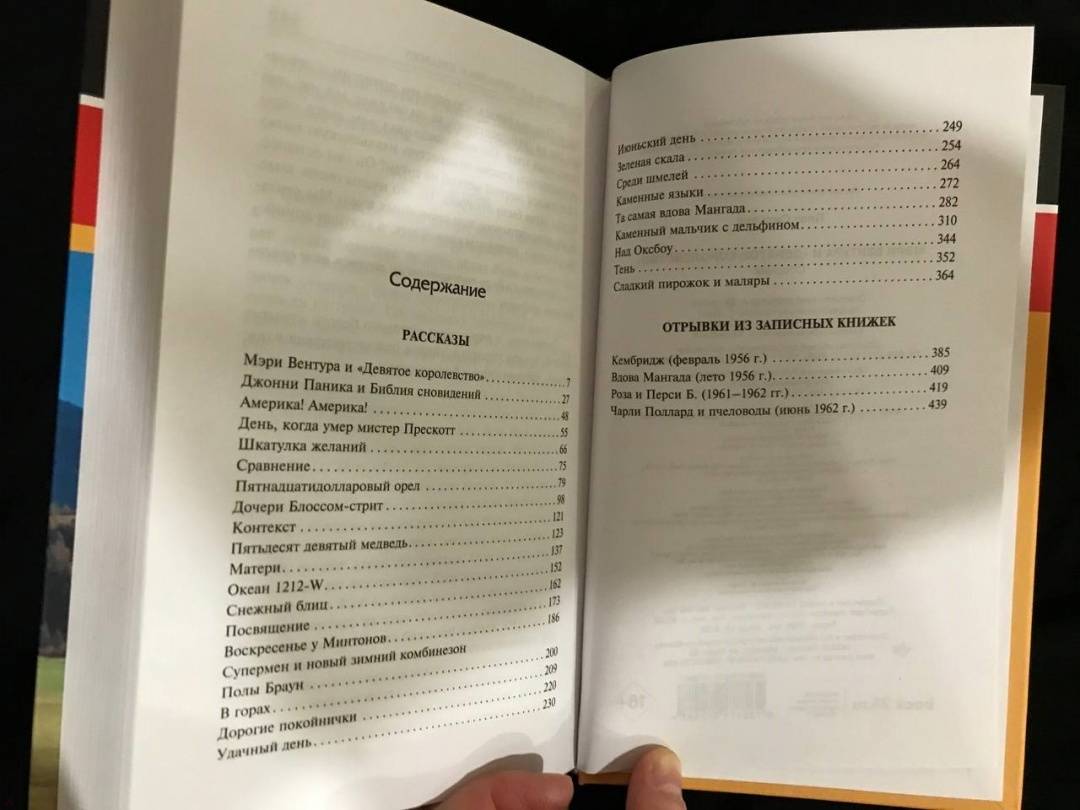 Содержание
РАССКАЗЫ
Мэри Вентура и «Девятое королевство»..............7
Джонни Паника и Библия сновидений..............27
Америка! Америка!..............48
День, когда умер мистер Прескотт..............55
Шкатулка желаний..............66
Сравнение..............75
Пятнадцатидолларовый орел..............79
Дочери Блоссом-стрит..............98
Контекст..............121
Пятьдесят девятый медведь..............123
Матери..............137
Океан 1212-W..............152
Снежный блиц..............162
Посвящение..............173
Воскресенье у Минтонов..............186
Супермен и новый зимний комбинезон
Полы Браун..............200
В горах..............209
Дорогие покойнички..............220
Удачный день..............230
Июньский день..............249
Зеленая скала..............254
Среди шмелей..............264
Каменные языки..............272
Та самая вдова Мангада..............282
Каменный мальчик с дельфином..............310
Над Оксбоу..............344
Тень..............352
Сладкий пирожок и маляры..............364
ОТРЫВКИ ИЗ ЗАПИСНЫХ КНИЖЕК
Кембридж (февраль 1956 г.)..............385
Вдова Мангада (лето 1956 г.)..............409
Роза и Перси Б. (1961—1962 гг.)..............419
Чарли Поллард и пчеловоды (июнь 1962 г.)..............439